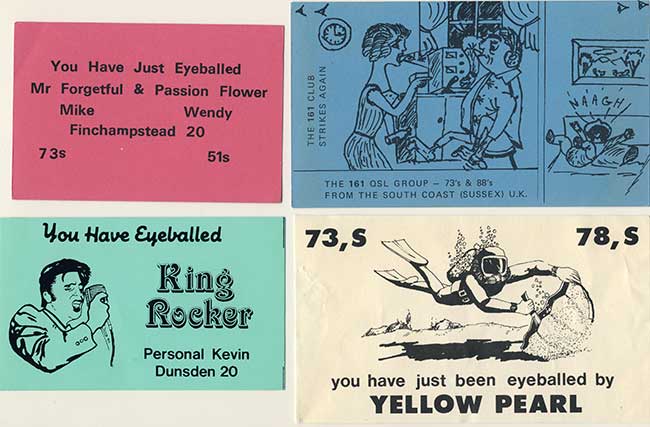 You Have Just Eyeballed
Mr Forgetful & Passion Flower
Mike Wendy
Finchampstead 20
73s 51s
THE 161 CLUB
STRIKES AGAIN
WAAGH!
THE 161 QSL GROUP – 73's & 88's
FROM THE SOUTH COAST (SUSSEX) U.K.
You Have Eyeballed
King
Rocker
Personal Kevin
Dunsden 20
73,S 78,S
you have just been eyeballed by
YELLOW PEARL